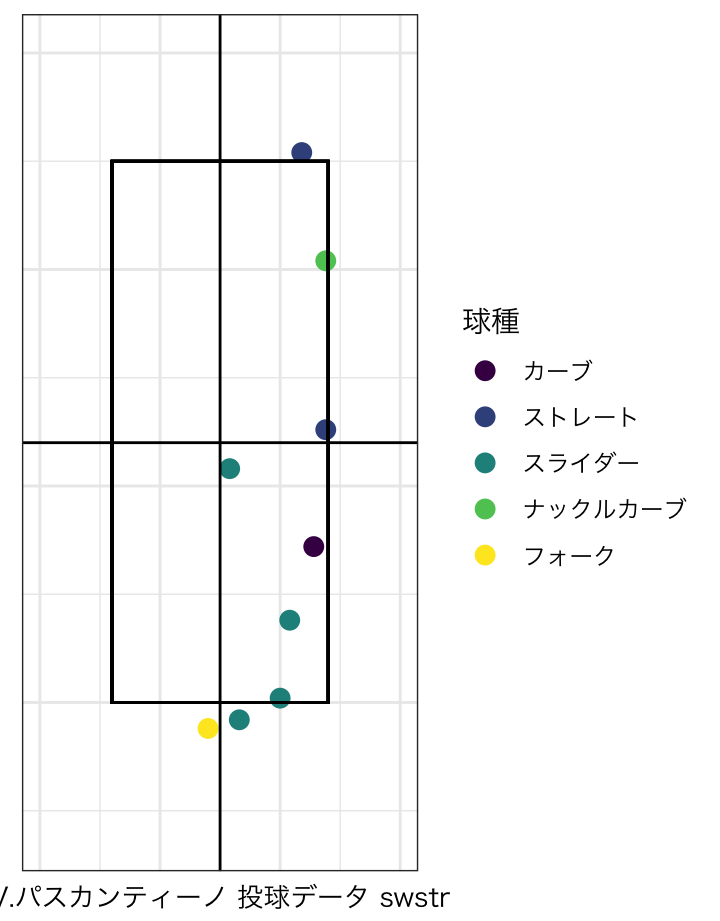 球種
カーブ
ストレート
スライダー
ナックルカーブ
フォーク
.パスカンティーノ 投球データ swstr